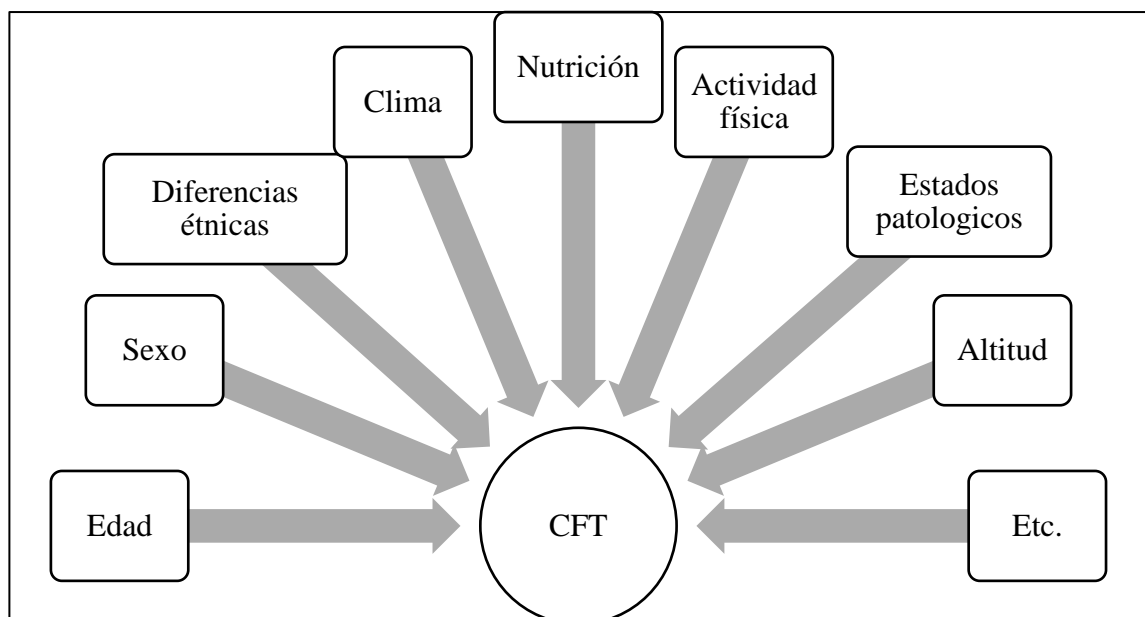 Nutrición
Actividad
física
Clima
Diferencias
étnicas
Estados
patologicos
Sexo
Altitud
Edad
CFT
Etc.